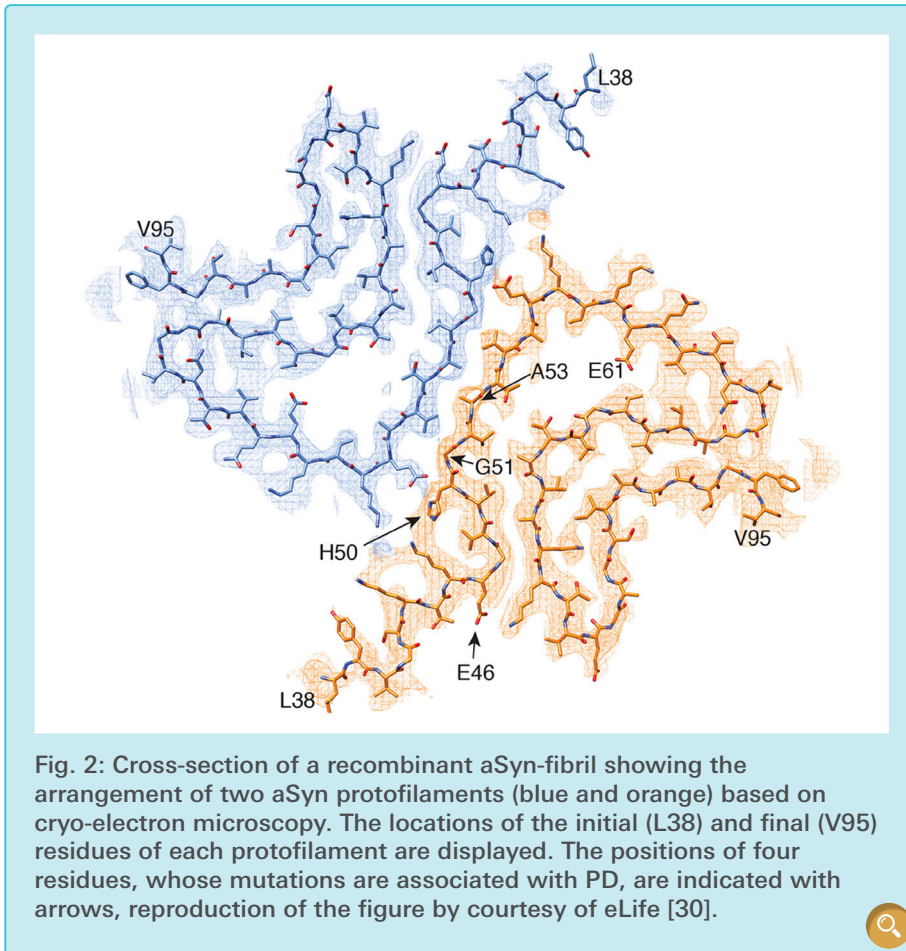 L38
V95
A53
E61
G51
H50
V95
E46
L38
Fig. 2: Cross-section of a recombinant aSyn-fibril showing the
arrangement of two aSyn protofilaments (blue and orange) based on
cryo-electron microscopy. The locations of the initial (L38) and final (V95)
residues of each protofilament are displayed. The positions of four
residues, whose mutations are associated with PD, are indicated with
arrows, reproduction of the figure by courtesy of eLife [30].